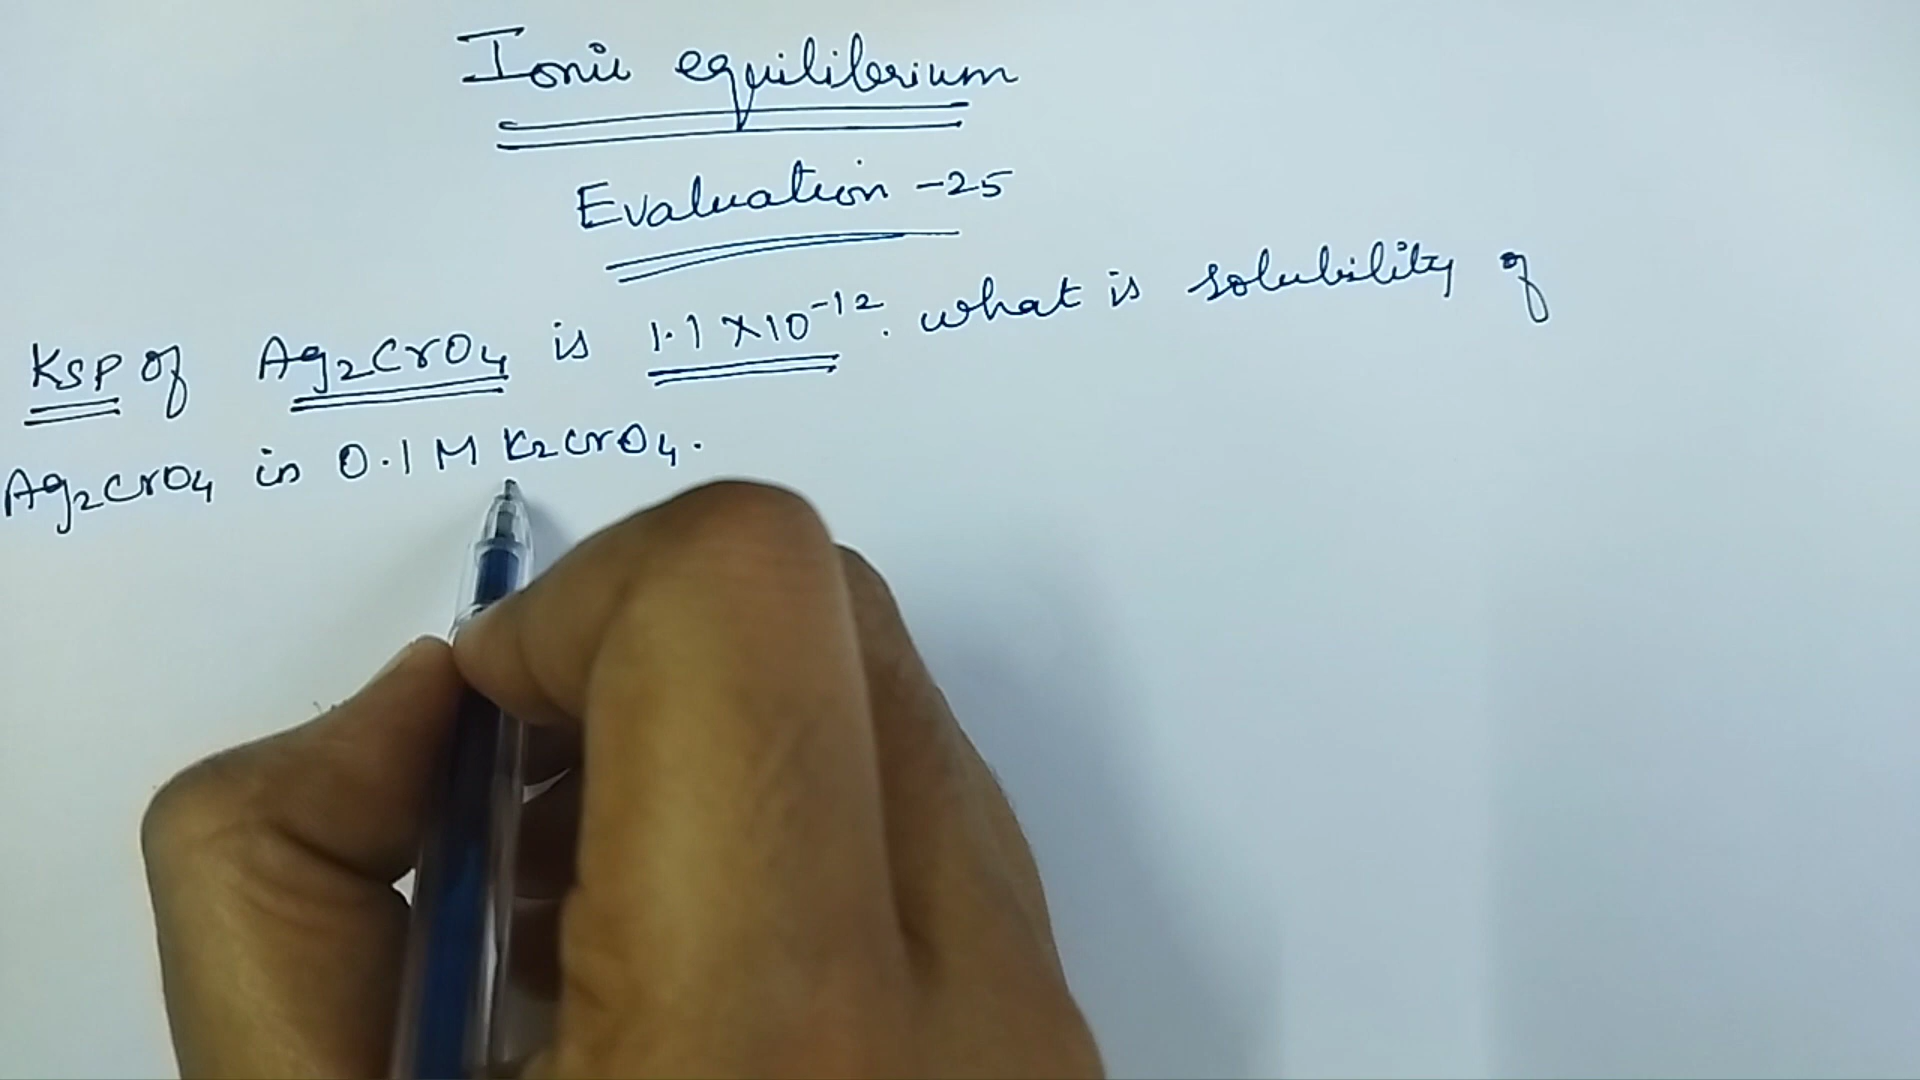 Ionic equilibrium
Evaluation -25
Ksp of Ag2CrO4 is 1.1 x 10^-12. what is solubility of
Ag2CrO4 in 0.1 M K2CrO4.